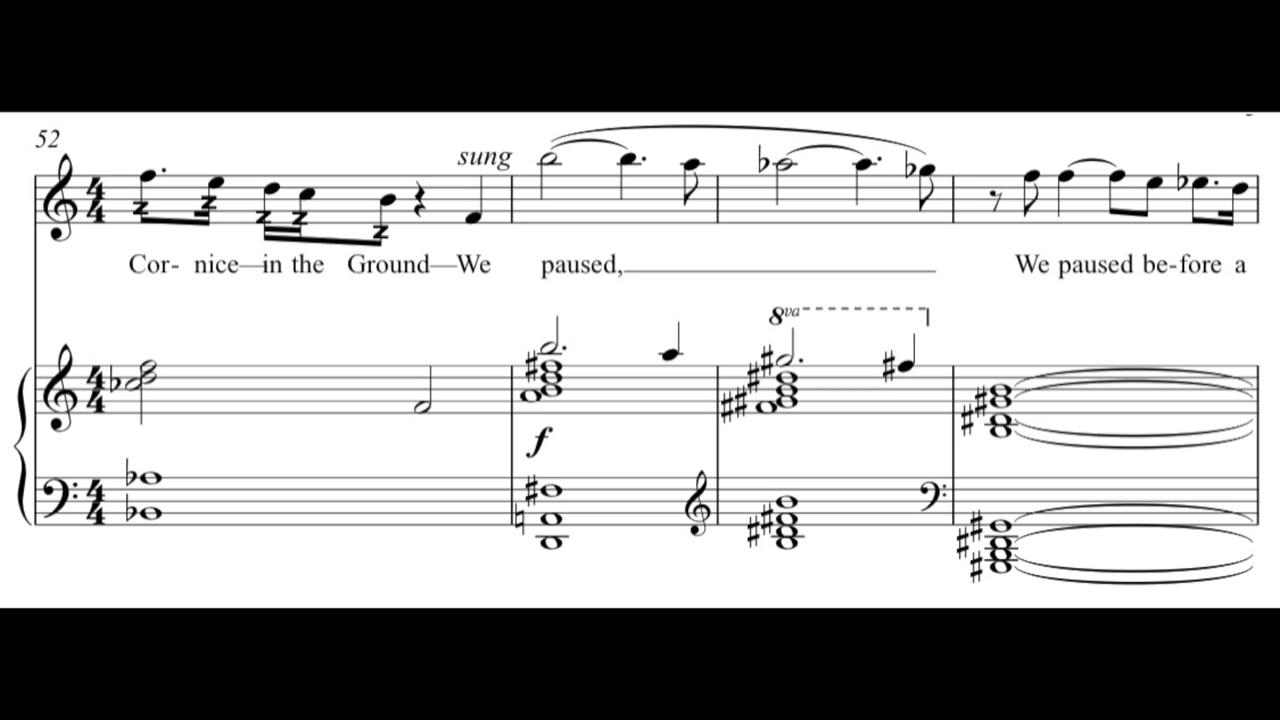 52
sung
Cor- nice—in the Ground—We paused, We paused be-fore a
8va
f